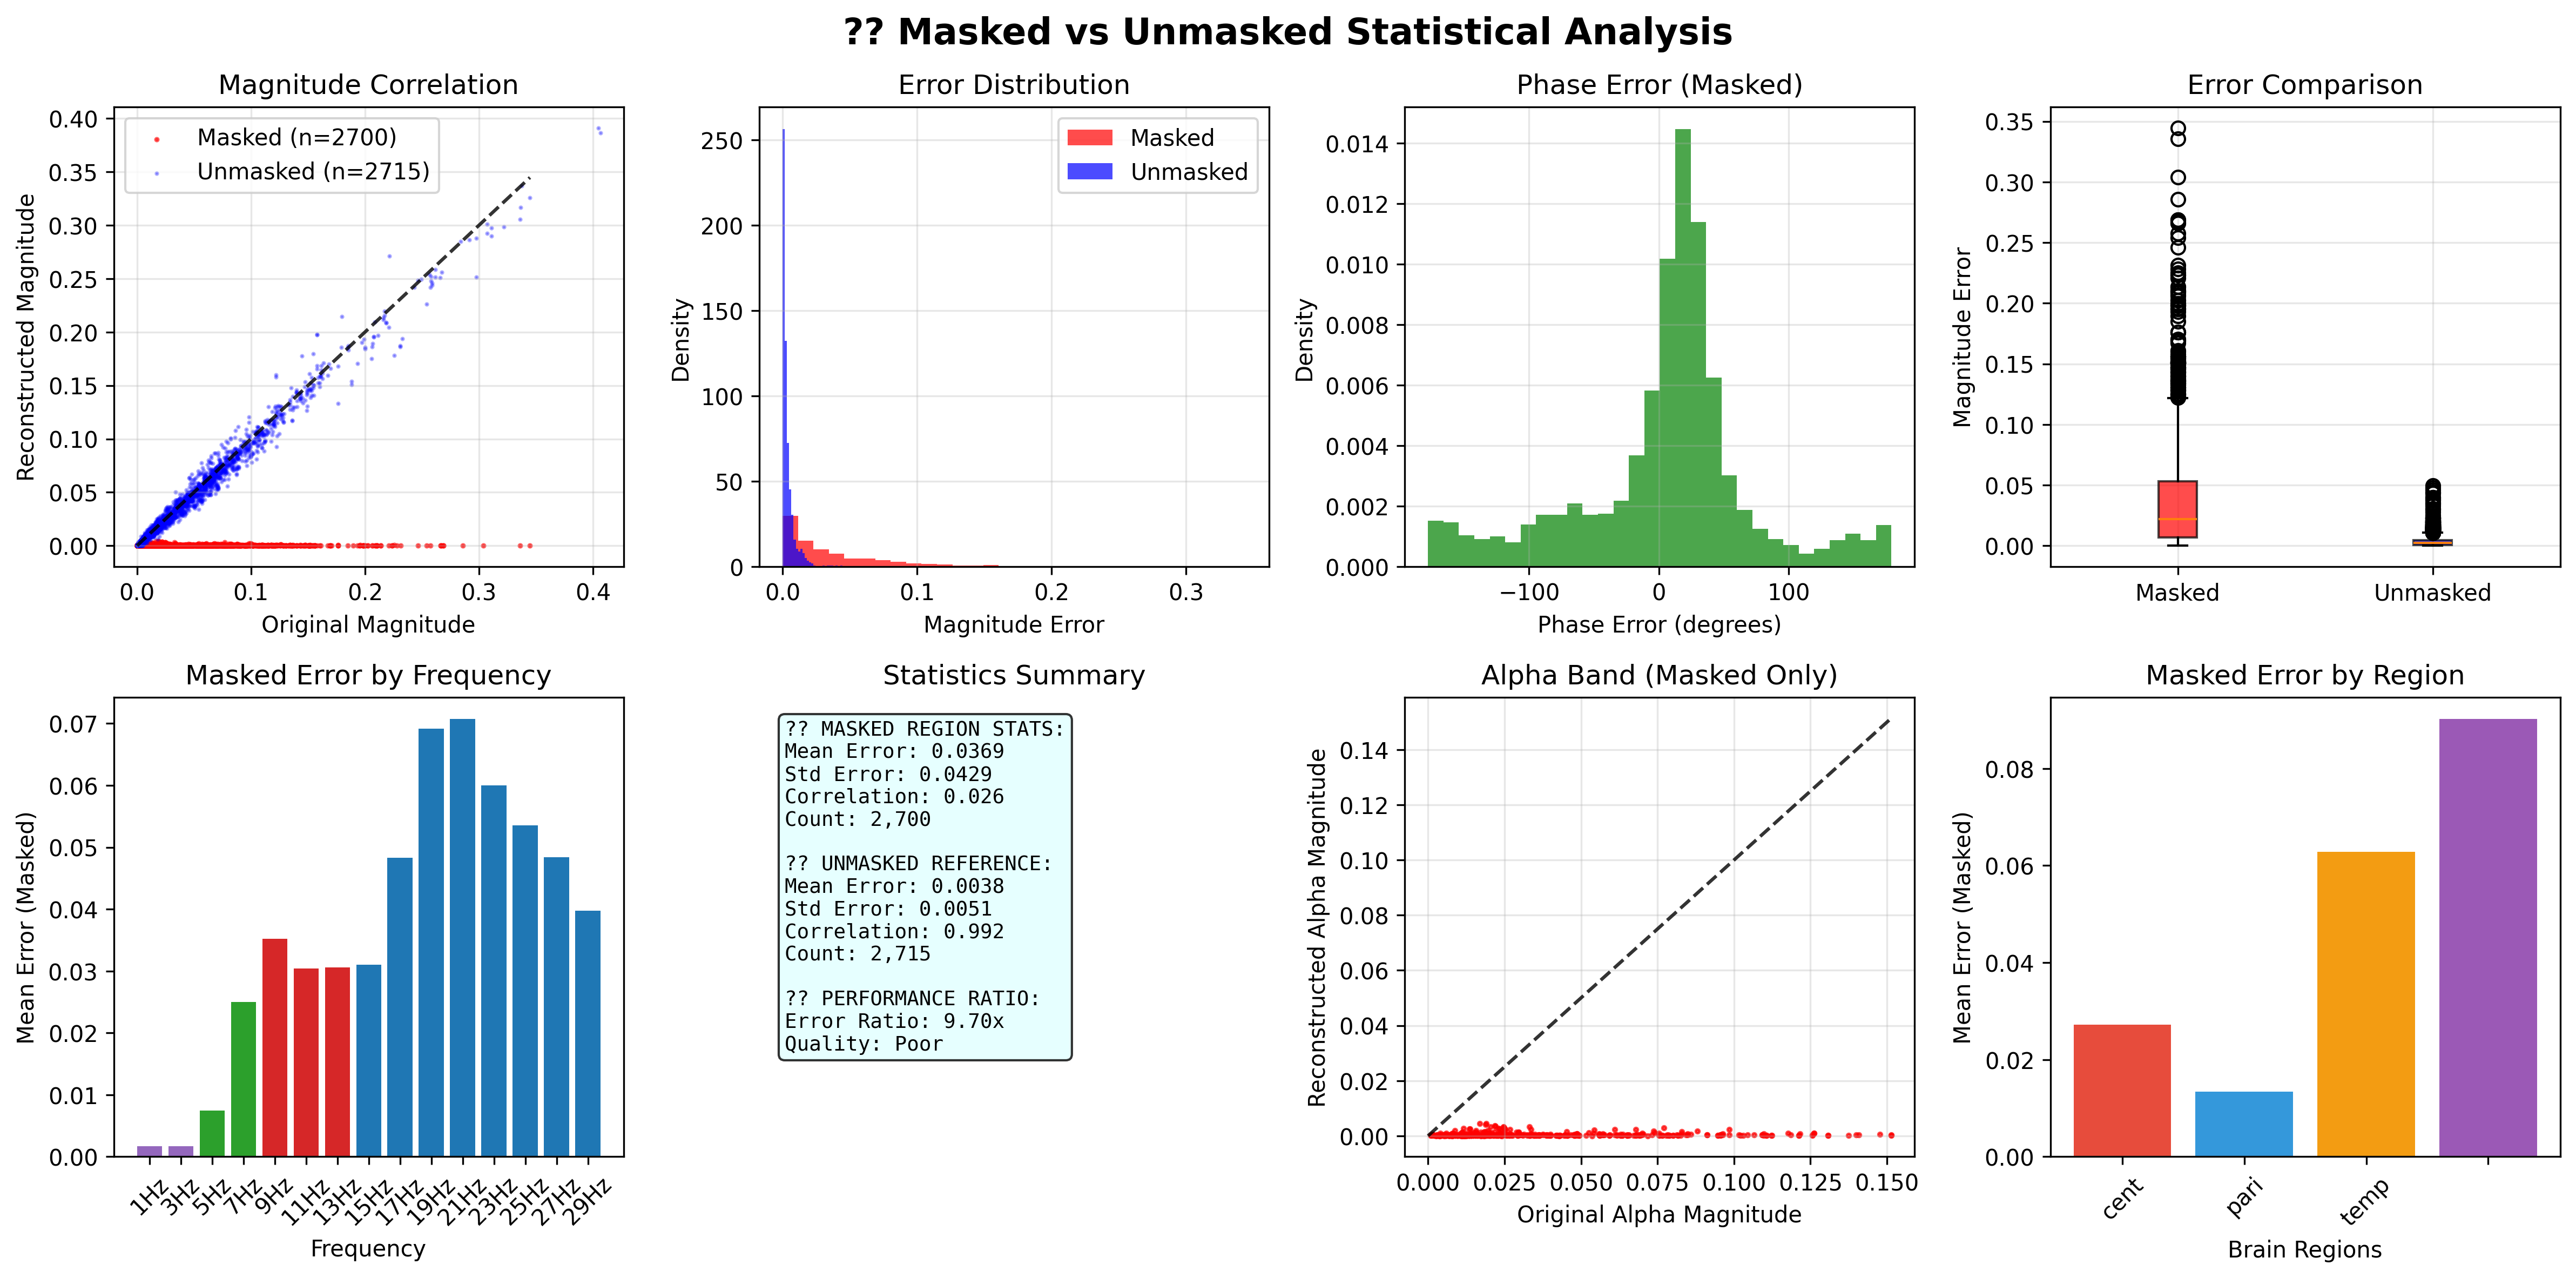 ?? Masked vs Unmasked Statistical Analysis
Magnitude Correlation
Reconstructed Magnitude
0.40
0.35
0.30
0.25
0.20
0.15
0.10
0.05
0.00
Masked (n=2700)
Unmasked (n=2715)
0.0 0.1 0.2 0.3 0.4
Original Magnitude
Error Distribution
Density
250
200
150
100
50
0
Masked
Unmasked
0.0 0.1 0.2 0.3
Magnitude Error
Phase Error (Masked)
Density
0.014
0.012
0.010
0.008
0.006
0.004
0.002
0.000
−100 0 100
Phase Error (degrees)
Error Comparison
Magnitude Error
0.35
0.30
0.25
0.20
0.15
0.10
0.05
0.00
Masked Unmasked
Masked Error by Frequency
Mean Error (Masked)
0.07
0.06
0.05
0.04
0.03
0.02
0.01
0.00
1Hz 3Hz 5Hz 7Hz 9Hz 11Hz 13Hz 15Hz 17Hz 19Hz 21Hz 23Hz 25Hz 27Hz 29Hz
Frequency
Statistics Summary
?? MASKED REGION STATS:
Mean Error: 0.0369
Std Error: 0.0429
Correlation: 0.026
Count: 2,700
?? UNMASKED REFERENCE:
Mean Error: 0.0038
Std Error: 0.0051
Correlation: 0.992
Count: 2,715
?? PERFORMANCE RATIO:
Error Ratio: 9.70x
Quality: Poor
Alpha Band (Masked Only)
Reconstructed Alpha Magnitude
0.14
0.12
0.10
0.08
0.06
0.04
0.02
0.00
0.000 0.025 0.050 0.075 0.100 0.125 0.150
Original Alpha Magnitude
Masked Error by Region
Mean Error (Masked)
0.08
0.06
0.04
0.02
0.00
cent pari temp
Brain Regions